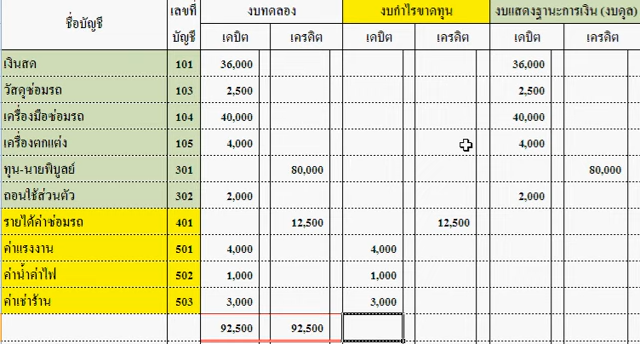 ชื่อบัญชี เลขที่บัญชี งบทดลอง งบกำไรขาดทุน งบแสดงฐานะการเงิน (งบดุล)
เดบิต เครดิต เดบิต เครดิต เดบิต เครดิต
เงินสด 101 36,000 36,000
วัสดุซ่อมรถ 103 2,500 2,500
เครื่องมือซ่อมรถ 104 40,000 40,000
เครื่องตกแต่ง 105 4,000 4,000
ทุน-นายพิบูลย์ 301 80,000 80,000
ถอนใช้ส่วนตัว 302 2,000 2,000
รายได้ค่าซ่อมรถ 401 12,500 12,500
ค่าแรงงาน 501 4,000 4,000
ค่าน้ำค่าไฟ 502 1,000 1,000
ค่าเช่าร้าน 503 3,000 3,000
92,500 92,500